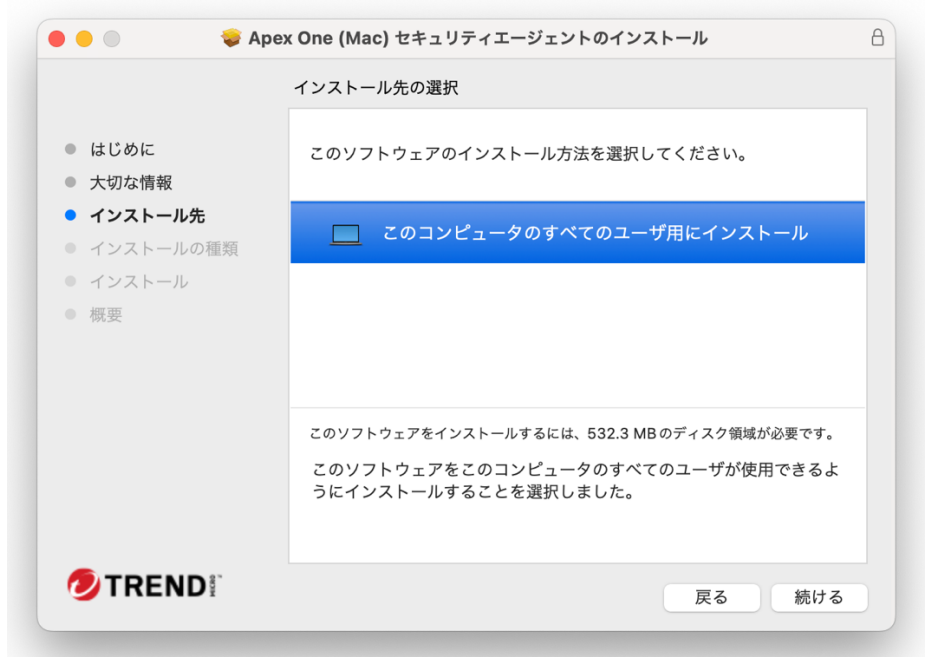 Apex One (Mac) セキュリティエージェントのインストール
インストール先の選択
はじめに
大切な情報
インストール先
インストールの種類
インストール
概要
このソフトウェアのインストール方法を選択してください。
このコンピュータのすべてのユーザ用にインストール
このソフトウェアをインストールするには、532.3 MBのディスク領域が必要です。
このソフトウェアをこのコンピュータのすべてのユーザが使用できるよ
うにインストールすることを選択しました。
TREND MICRO™
戻る
続ける